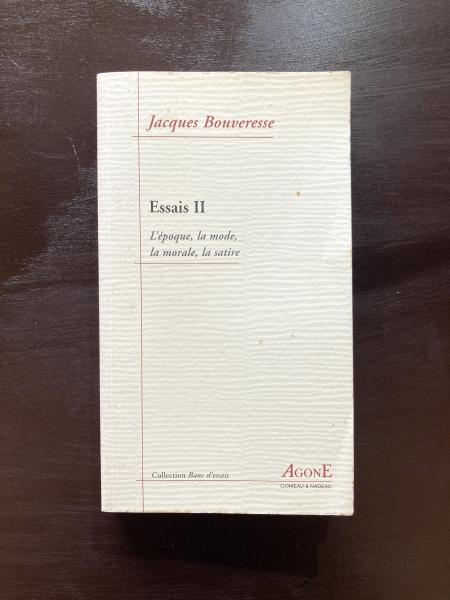 Jacques Bouveresse
Essais II
L'époque, la mode,
la morale, la satire
Collection Banc d'essais
AGONE
COMEAU & NADEAU